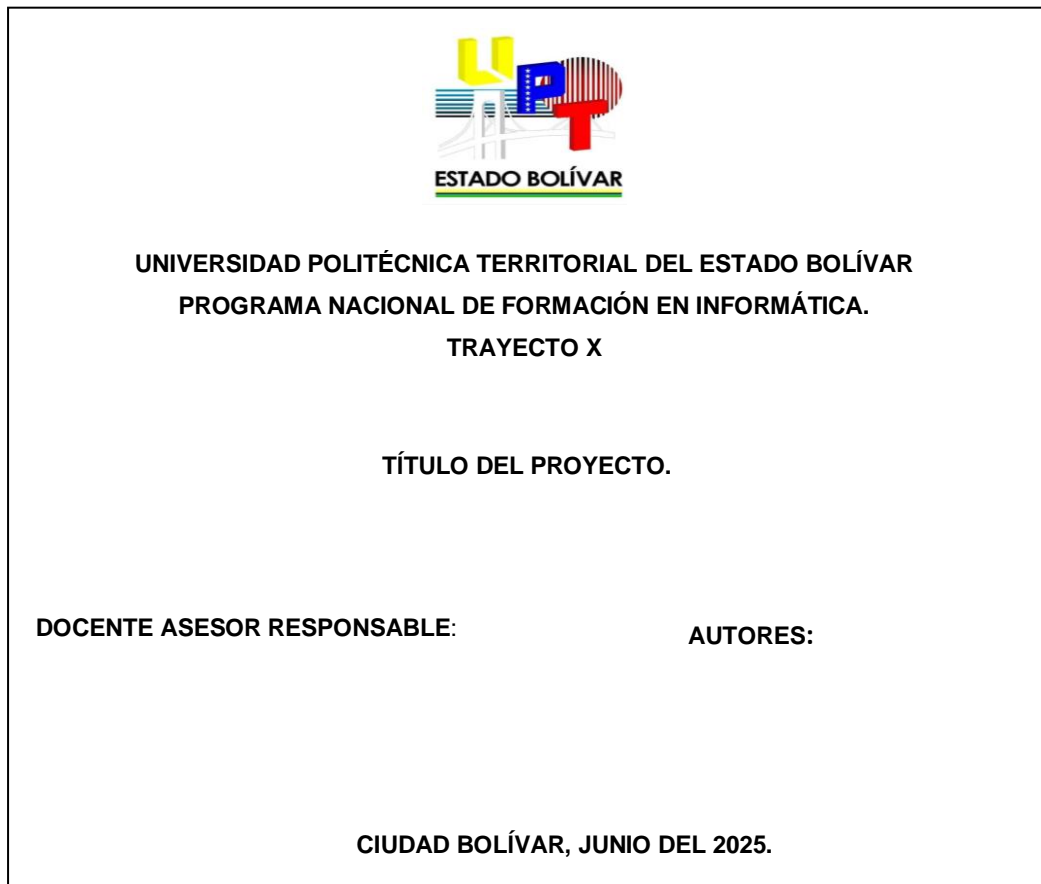 UPT
ESTADO BOLÍVAR
UNIVERSIDAD POLITÉCNICA TERRITORIAL DEL ESTADO BOLÍVAR
PROGRAMA NACIONAL DE FORMACIÓN EN INFORMÁTICA.
TRAYECTO X
TÍTULO DEL PROYECTO.
DOCENTE ASESOR RESPONSABLE:
AUTORES:
CIUDAD BOLÍVAR, JUNIO DEL 2025.